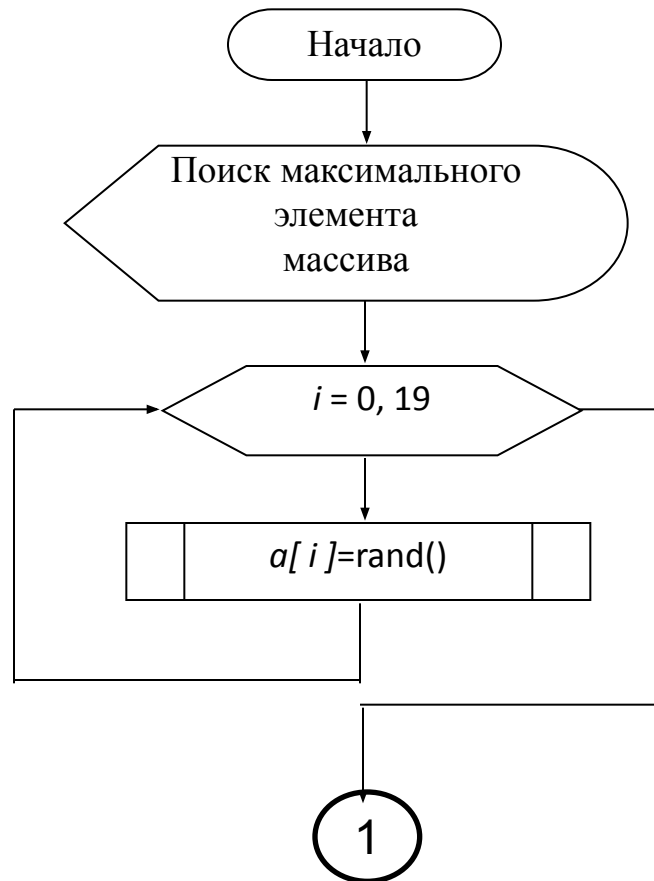 Начало
Поиск максимального
элемента
массива
i = 0, 19
a[ i ]=rand()
1